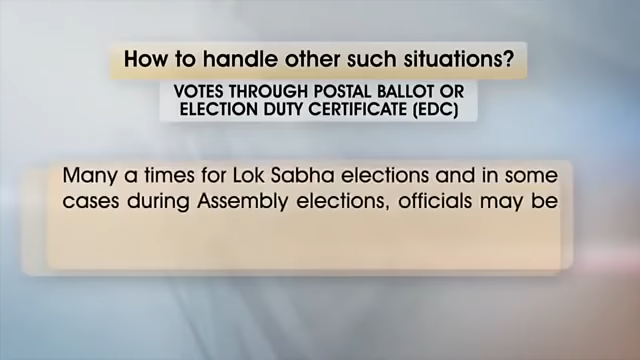 How to handle other such situations?
VOTES THROUGH POSTAL BALLOT OR
ELECTION DUTY CERTIFICATE (EDC)
Many a times for Lok Sabha elections and in some
cases during Assembly elections, officials may be